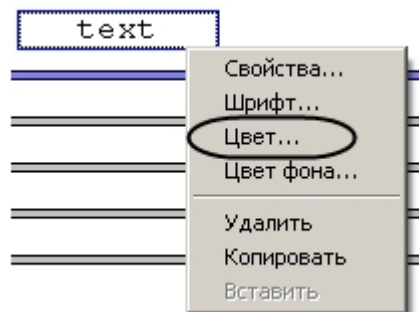 text
Свойства...
Шрифт...
Цвет...
Цвет фона...
Удалить
Копировать
Вставить